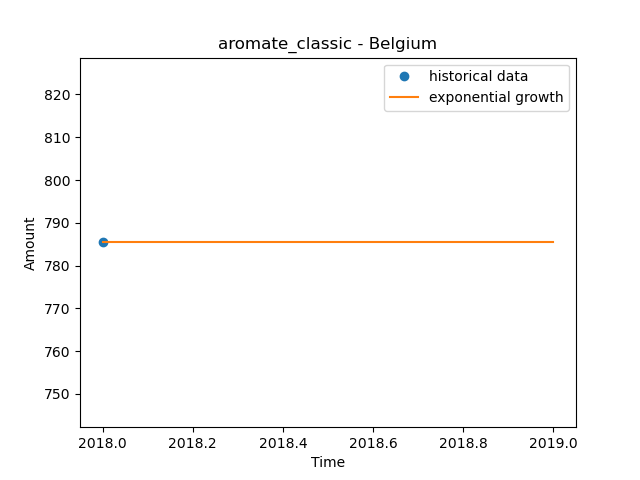 aromate_classic - Belgium
historical data
exponential growth
820
810
800
790
780
770
760
750
Amount
2018.0 2018.2 2018.4 2018.6 2018.8 2019.0
Time